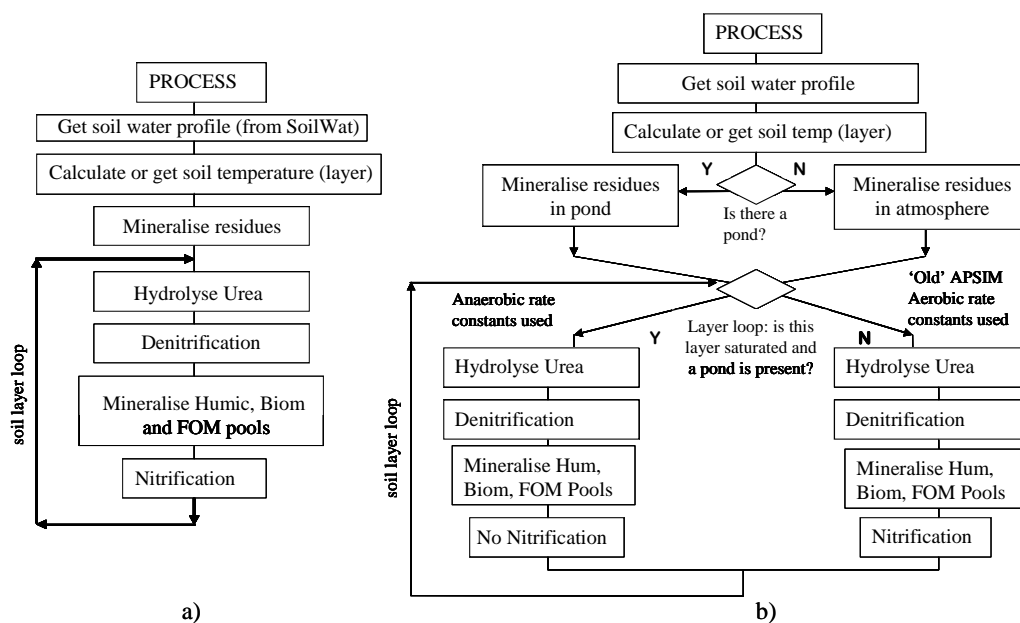 PROCESS
Get soil water profile (from SoilWat)
Calculate or get soil temperature (layer)
Mineralise residues
Hydrolyse Urea
Denitrification
Mineralise Humic, Biom
and FOM pools
Nitrification
soil layer loop
a)
PROCESS
Get soil water profile
Calculate or get soil temp (layer)
Y
N
Mineralise residues
in pond
Mineralise residues
in atmosphere
Is there a
pond?
Anaerobic rate
constants used
‘Old’ APSIM
Aerobic rate
constants used
Y
N
Layer loop: is this
layer saturated and
a pond is present?
Hydrolyse Urea
Denitrification
Mineralise Hum,
Biom, FOM Pools
No Nitrification
Hydrolyse Urea
Denitrification
Mineralise Hum,
Biom, FOM Pools
Nitrification
soil layer loop
b)